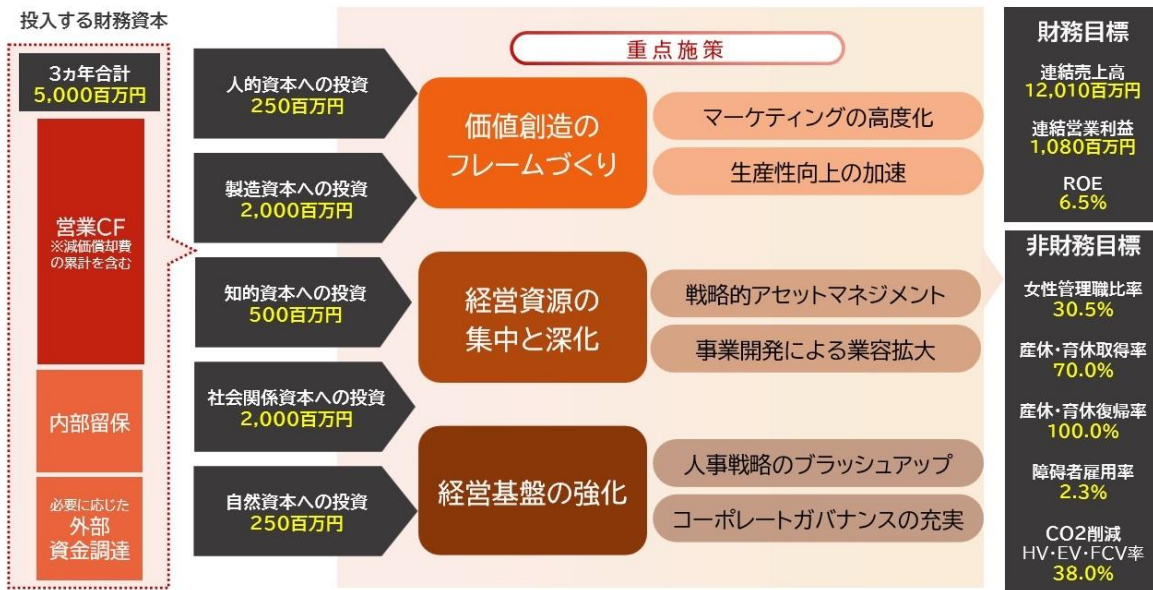 投入する財務資本
3ヵ年合計
5,000百万円
営業CF
※減価償却費
の累計を含む
内部留保
必要に応じた
外部
資金調達
人的資本への投資
250百万円
製造資本への投資
2,000百万円
知的資本への投資
500百万円
社会関係資本への投資
2,000百万円
自然資本への投資
250百万円
重点施策
価値創造の
フレームづくり
マーケティングの高度化
生産性向上の加速
経営資源の
集中と深化
戦略的アセットマネジメント
事業開発による業容拡大
経営基盤の強化
人事戦略のブラッシュアップ
コーポレートガバナンスの充実
財務目標
連結売上高
12,010百万円
連結営業利益
1,080百万円
ROE
6.5%
非財務目標
女性管理職比率
30.5%
産休・育休取得率
70.0%
産休・育休復帰率
100.0%
障碍者雇用率
2.3%
CO2削減
HV・EV・FCV率
38.0%